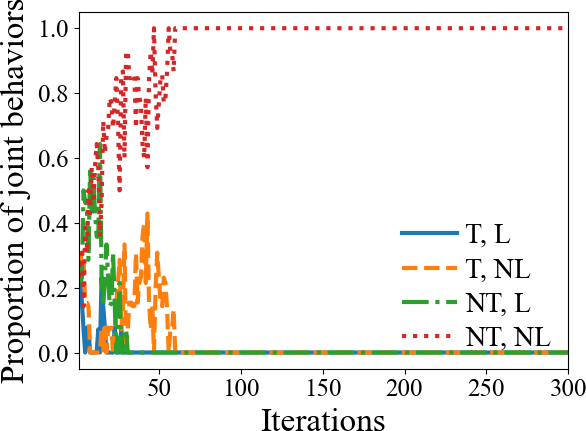 Proportion of joint behaviors
1.0
0.8
0.6
0.4
0.2
0.0
T, L
T, NL
NT, L
NT, NL
50
100
150
200
250
300
Iterations